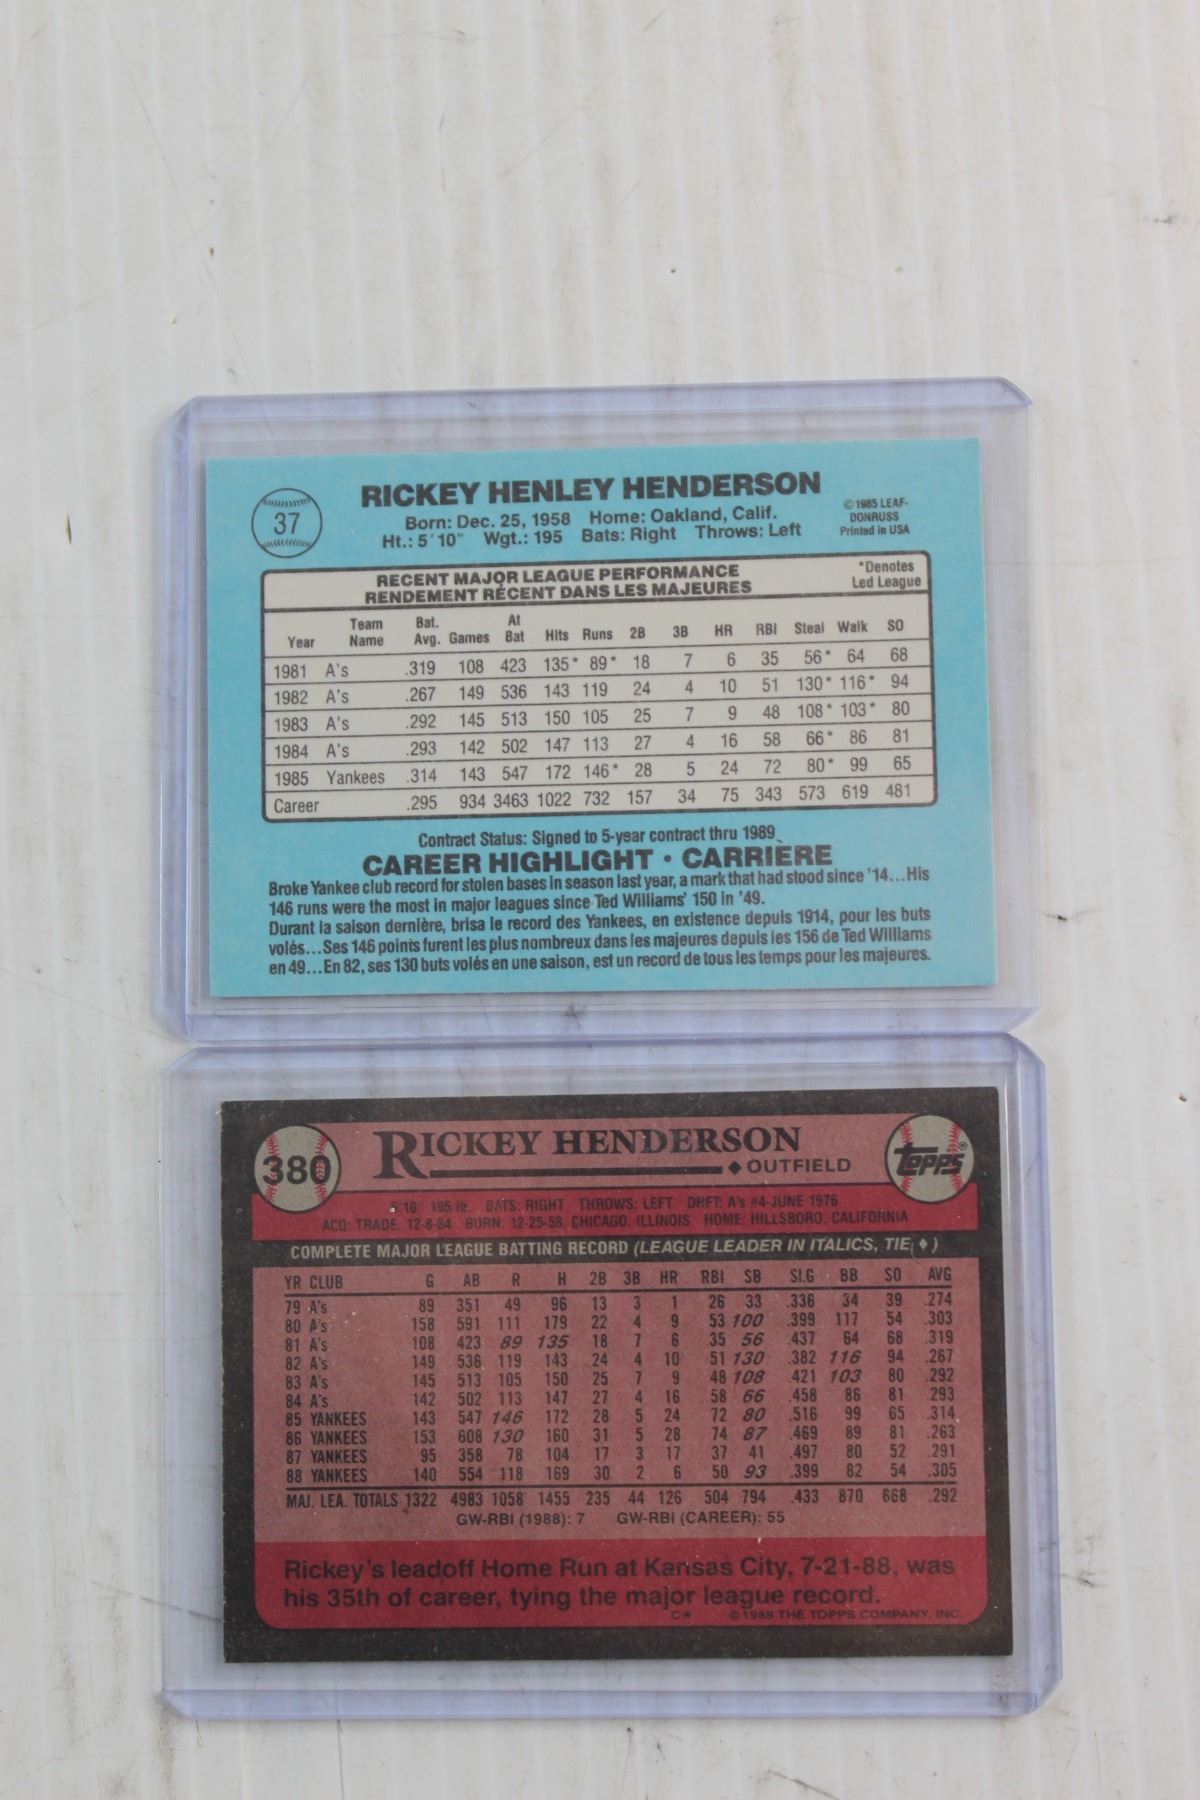 37
RICKEY HENLEY HENDERSON
Born: Dec. 25, 1958 Home: Oakland, Calif.
Ht.: 5'10" Wgt.: 195 Bats: Right Throws: Left
©1985 LEAF-
DONRUSS
Printed in USA
RECENT MAJOR LEAGUE PERFORMANCE
RENDEMENT RÉCENT DANS LES MAJEURES
*Denotes
Led League
Year Team Name Bat. Avg. Games At Bat Hits Runs 2B 3B HR RBI Steal Walk SO
1981 A's .319 108 423 135* 89* 18 7 6 35 56* 64 68
1982 A's .267 149 536 143 119 24 4 10 51 130* 116* 94
1983 A's .292 145 513 150 105 25 7 9 48 108* 103* 80
1984 A's .293 142 502 147 113 27 4 16 58 66* 86 81
1985 Yankees .314 143 547 172 146* 28 5 24 72 80* 99 65
Career .295 934 3463 1022 732 157 34 75 343 573 619 481
Contract Status: Signed to 5-year contract thru 1989
CAREER HIGHLIGHT • CARRIÈRE
Broke Yankee club record for stolen bases in season last year, a mark that had stood since '14...His
146 runs were the most in major leagues since Ted Williams' 150 in '49.
Durant la saison dernière, brisa le record des Yankees, en existence depuis 1914, pour les buts
volés...Ses 146 points furent les plus nombreux dans les majeures depuis les 156 de Ted Williams
en 49...En 82, ses 130 buts volés en une saison, est un record de tous les temps pour les majeures.
380
RICKEY HENDERSON
♦ OUTFIELD
topps®
5'10" 195 lb. BATS: RIGHT THROWS: LEFT DRFT: A's #4-JUNE 1976
ACQ: TRADE, 12-8-84 BORN: 12-25-58, CHICAGO, ILLINOIS HOME: HILLSBORO, CALIFORNIA
COMPLETE MAJOR LEAGUE BATTING RECORD (LEAGUE LEADER IN ITALICS, TIE ♦)
YR CLUB G AB R H 2B 3B HR RBI SB SLG BB SO AVG
79 A's 89 351 49 96 13 3 1 26 33 .336 34 39 .274
80 A's 158 591 111 179 22 4 9 53 100 .399 117 54 .303
81 A's 108 423 89 135 18 7 6 35 56 .437 64 68 .319
82 A's 149 536 119 143 24 4 10 51 130 .382 116 94 .267
83 A's 145 513 105 150 25 7 9 48 108 .421 103 80 .292
84 A's 142 502 113 147 27 4 16 58 66 .458 86 81 .293
85 YANKEES 143 547 146 172 28 5 24 72 80 .516 99 65 .314
86 YANKEES 153 608 130 160 31 5 28 74 87 .469 89 81 .263
87 YANKEES 95 358 78 104 17 3 17 37 41 .497 80 52 .291
88 YANKEES 140 554 118 169 30 2 6 50 93 .399 82 54 .305
MAJ. LEA. TOTALS 1322 4983 1058 1455 235 44 126 504 794 .433 870 668 .292
GW-RBI (1988): 7 GW-RBI (CAREER): 55
Rickey's leadoff Home Run at Kansas City, 7-21-88, was
his 35th of career, tying the major league record.
C* ©1989 THE TOPPS COMPANY, INC.